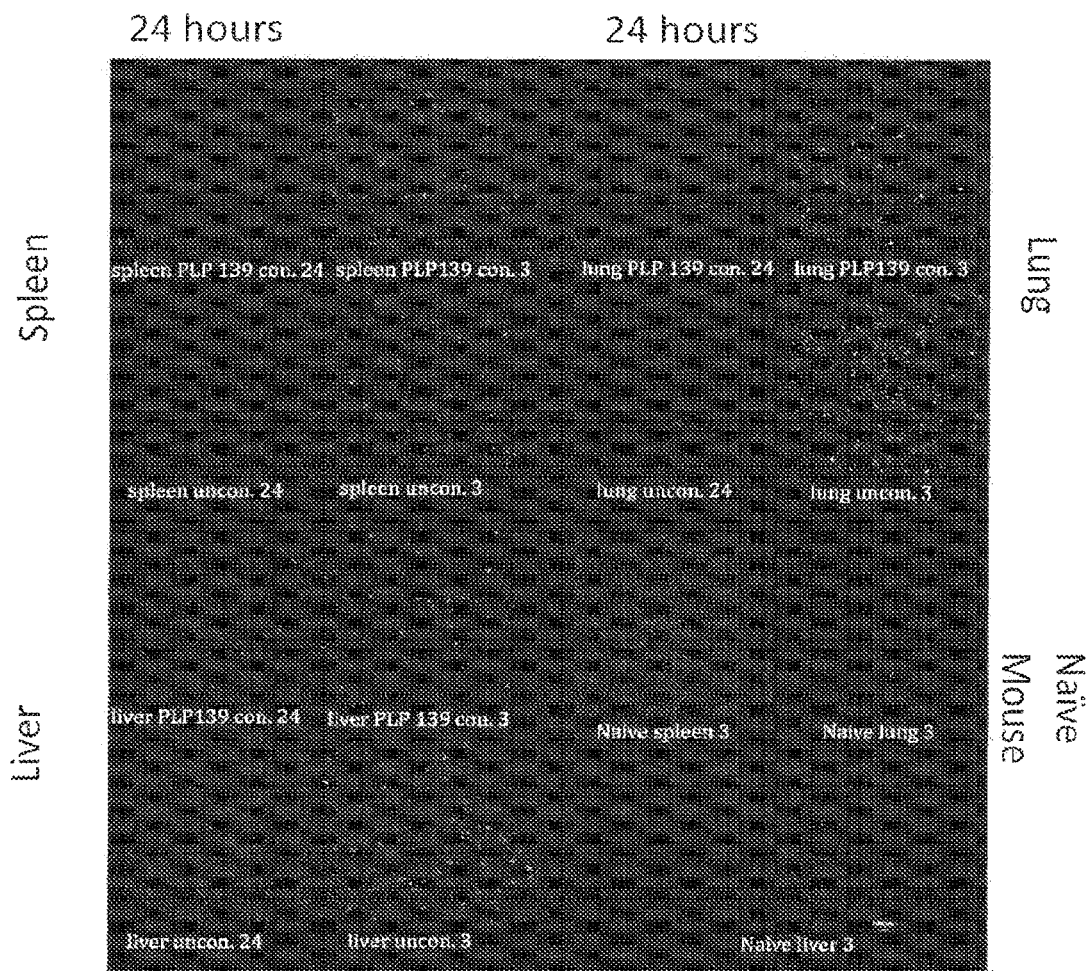 24 hours 24 hours
Spleen
Lung
spleen PLP 139 con. 24 spleen PLP139 con. 3 lung PLP 139 con. 24 lung PLP139 con. 3
spleen uncon. 24 spleen uncon. 3 lung uncon. 24 lung uncon. 3
Liver
Naïve
Mouse
liver PLP139 con. 24 liver PLP 139 con. 3 Naive spleen 3 Naive lung 3
liver uncon. 24 liver uncon. 3 Naive liver 3